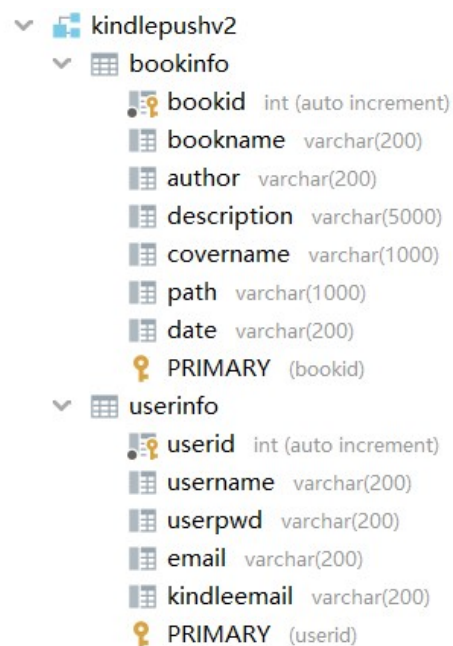 kindlepushv2
bookinfo
bookid int (auto increment)
bookname varchar(200)
author varchar(200)
description varchar(5000)
covername varchar(1000)
path varchar(1000)
date varchar(200)
PRIMARY (bookid)
userinfo
userid int (auto increment)
username varchar(200)
userpwd varchar(200)
email varchar(200)
kindleemail varchar(200)
PRIMARY (userid)